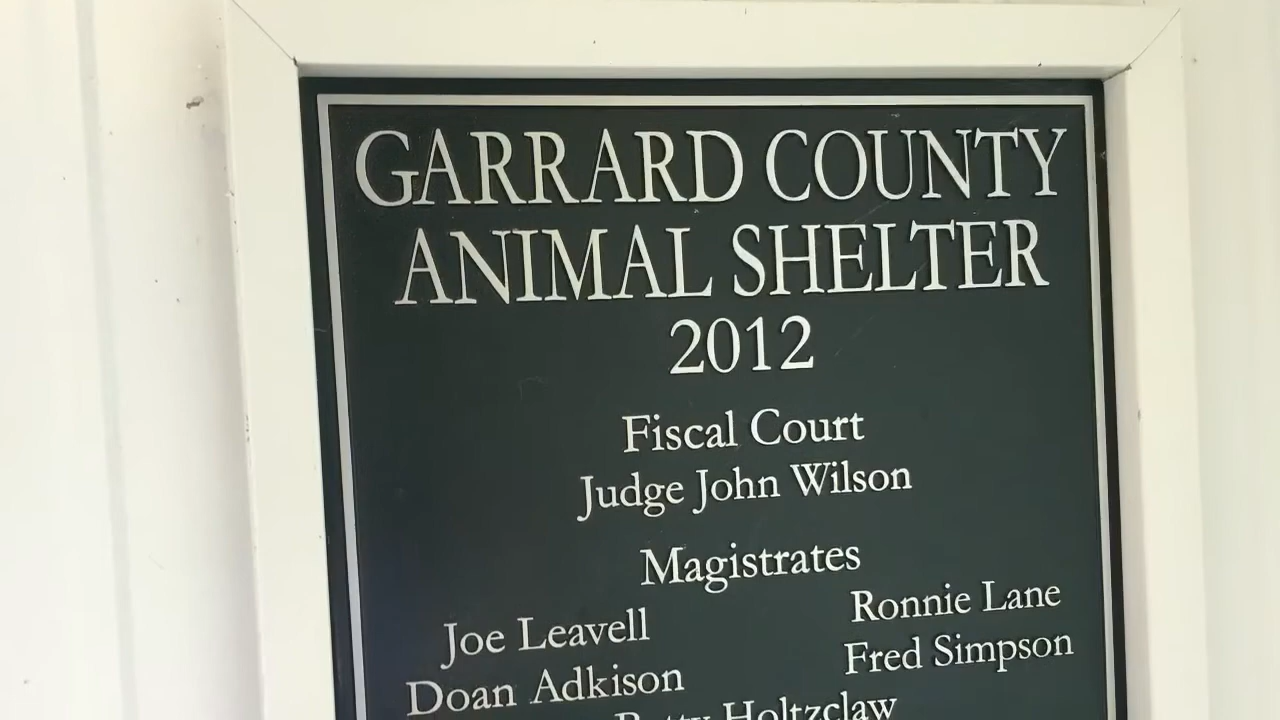 GARRARD COUNTY
ANIMAL SHELTER
2012
Fiscal Court
Judge John Wilson
Magistrates
Joe Leavell
Ronnie Lane
Doan Adkison
Fred Simpson
Holtzclaw